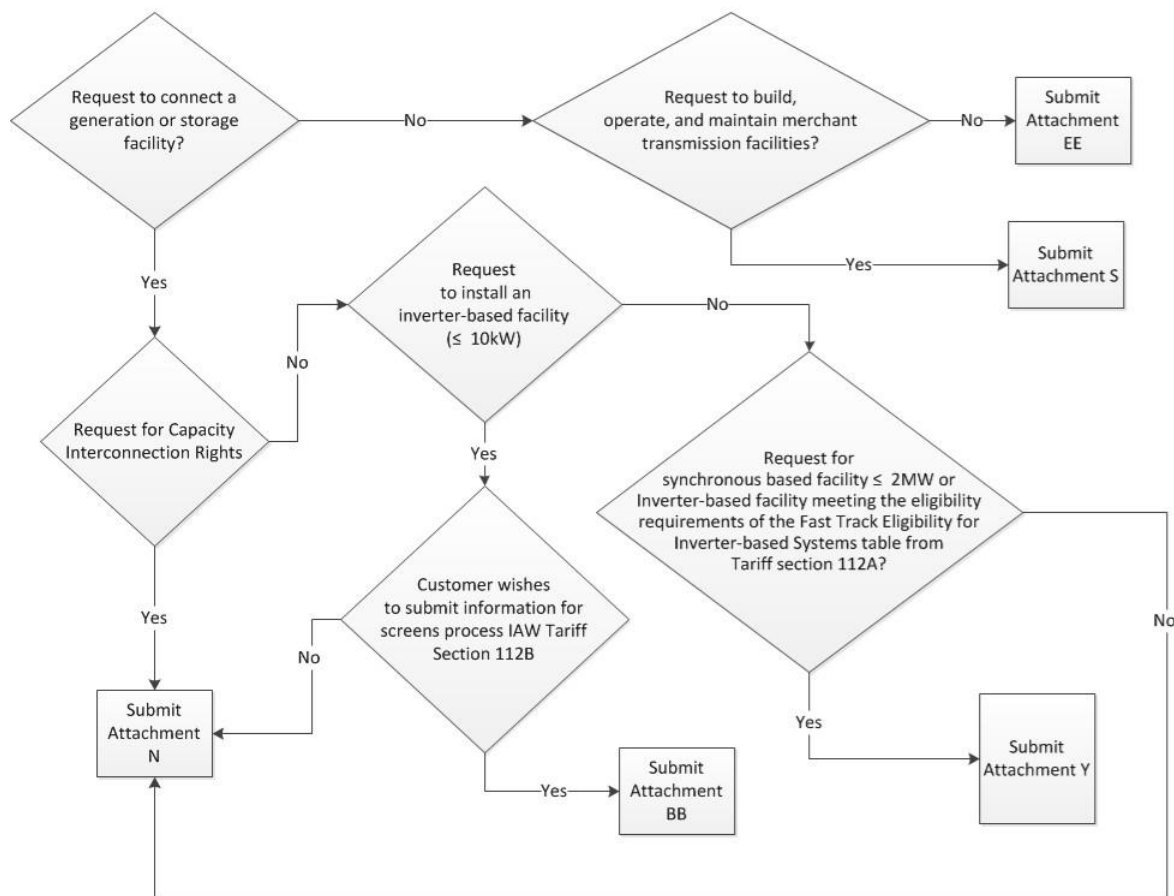 Request to connect a
generation or storage
facility?
No
Request to build,
operate, and maintain merchant
transmission facilities?
No
Submit
Attachment
EE
Yes
Submit
Attachment S
Yes
Request
to install an
inverter-based facility
(≤ 10kW)
No
No
Request for Capacity
Interconnection Rights
Yes
Request for
synchronous based facility ≤ 2MW or
Inverter-based facility meeting the eligibility
requirements of the Fast Track Eligibility for
Inverter-based Systems table from
Tariff section 112A?
Customer wishes
to submit information for
screens process IAW Tariff
Section 112B
Yes
No
No
Submit
Attachment
N
Yes
Submit
Attachment Y
Yes
Submit
Attachment
BB